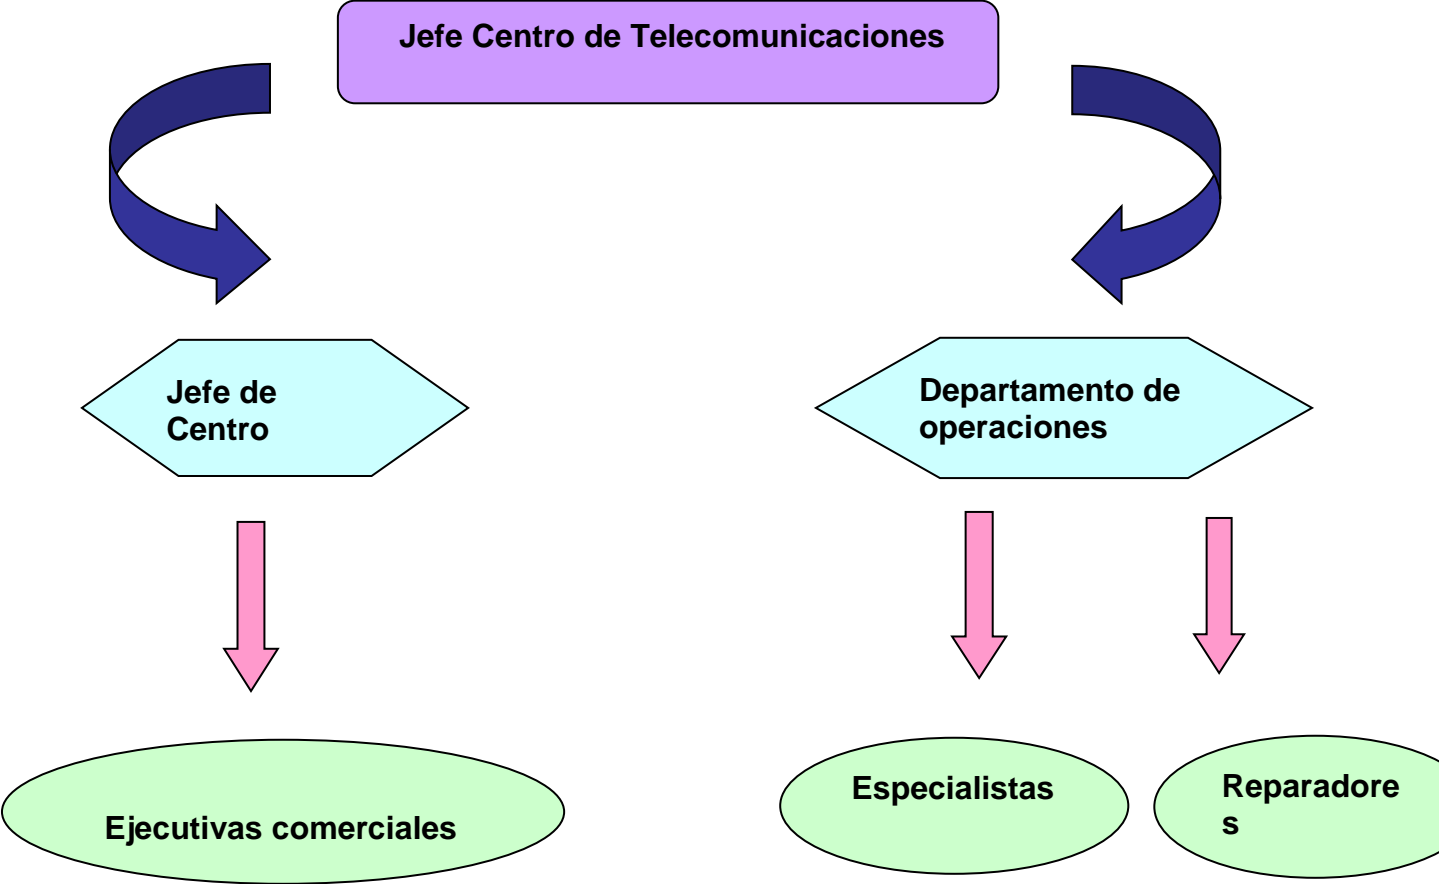 Jefe Centro de Telecomunicaciones
Jefe de
Centro
Departamento de
operaciones
Ejecutivas comerciales
Especialistas
Reparadore
s